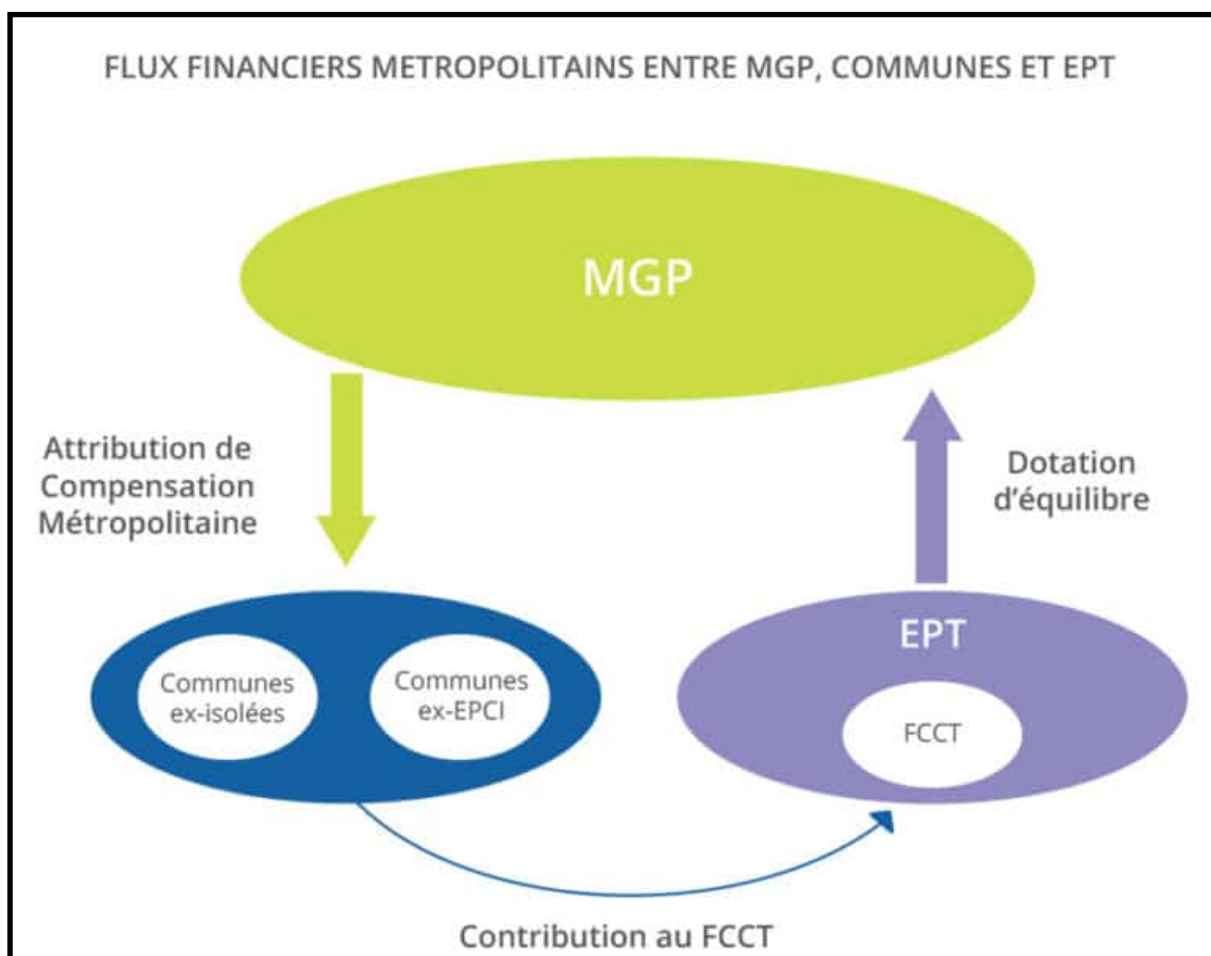 FLUX FINANCIERS METROPOLITAINS ENTRE MGP, COMMUNES ET EPT
MGP
Attribution de
Compensation
Métropolitaine
Dotation
d'équilibre
Communes
ex-isolées
Communes
ex-EPCI
EPT
FCCT
Contribution au FCCT